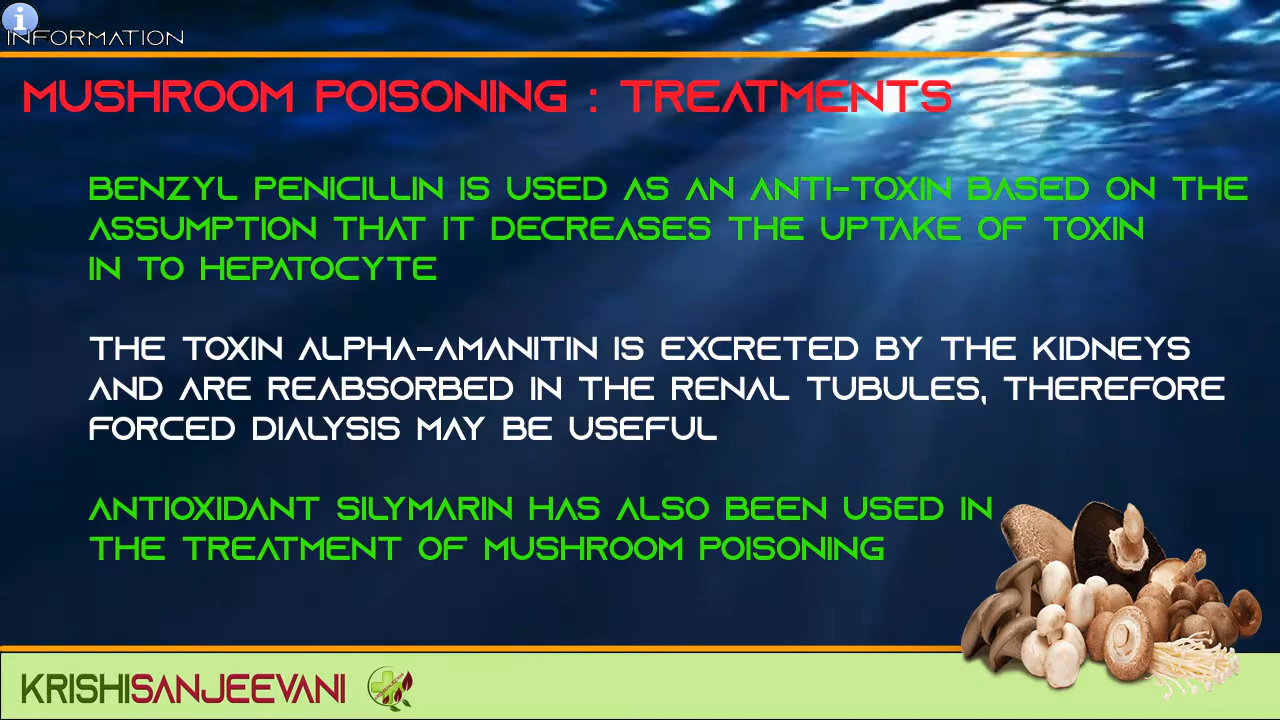 INFORMATION
MUSHROOM POISONING : TREATMENTS
BENZYL PENICILLIN IS USED AS AN ANTI-TOXIN BASED ON THE
ASSUMPTION THAT IT DECREASES THE UPTAKE OF TOXIN
IN TO HEPATOCYTE
THE TOXIN ALPHA-AMANITIN IS EXCRETED BY THE KIDNEYS
AND ARE REABSORBED IN THE RENAL TUBULES, THEREFORE
FORCED DIALYSIS MAY BE USEFUL
ANTIOXIDANT SILYMARIN HAS ALSO BEEN USED IN
THE TREATMENT OF MUSHROOM POISONING
KRISHISANJEEVANI